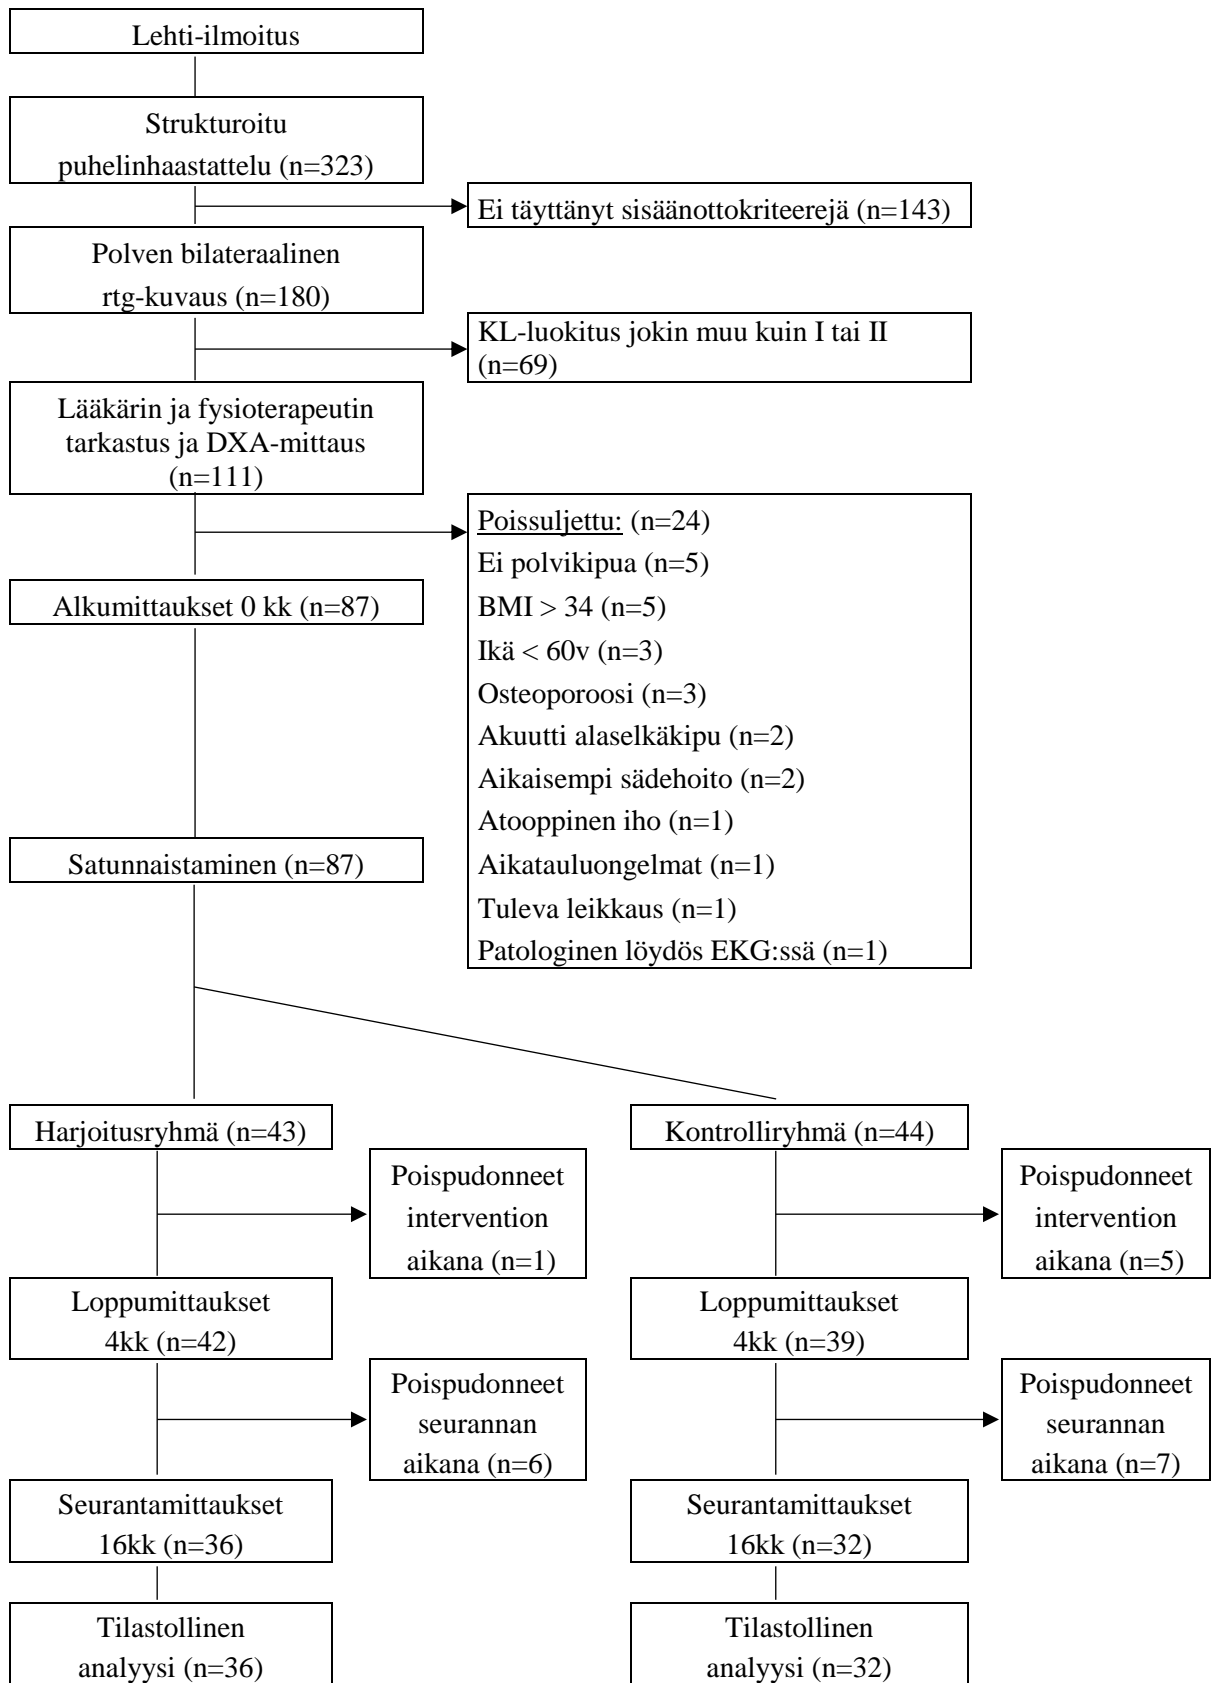 Lehti-ilmoitus
Strukturoitu
puhelinhaastattelu (n=323)
Ei täyttänyt sisäänottokriteerejä (n=143)
Polven bilateraalinen
rtg-kuvaus (n=180)
KL-luokitus jokin muu kuin I tai II
(n=69)
Lääkärin ja fysioterapeutin
tarkastus ja DXA-mittaus
(n=111)
Poissuljettu: (n=24)
Ei polvikipua (n=5)
BMI > 34 (n=5)
Ikä < 60v (n=3)
Osteoporoosi (n=3)
Akuutti alaselkäkipu (n=2)
Aikaisempi sädehoito (n=2)
Atooppinen iho (n=1)
Aikatauluongelmat (n=1)
Tuleva leikkaus (n=1)
Patologinen löydös EKG:ssä (n=1)
Alkumittaukset 0 kk (n=87)
Satunnaistaminen (n=87)
Harjoitusryhmä (n=43)
Poispudonneet
intervention
aikana (n=1)
Loppumittaukset
4kk (n=42)
Poispudonneet
seurannan
aikana (n=6)
Seurantamittaukset
16kk (n=36)
Tilastollinen
analyysi (n=36)
Kontrolliryhmä (n=44)
Poispudonneet
intervention
aikana (n=5)
Loppumittaukset
4kk (n=39)
Poispudonneet
seurannan
aikana (n=7)
Seurantamittaukset
16kk (n=32)
Tilastollinen
analyysi (n=32)